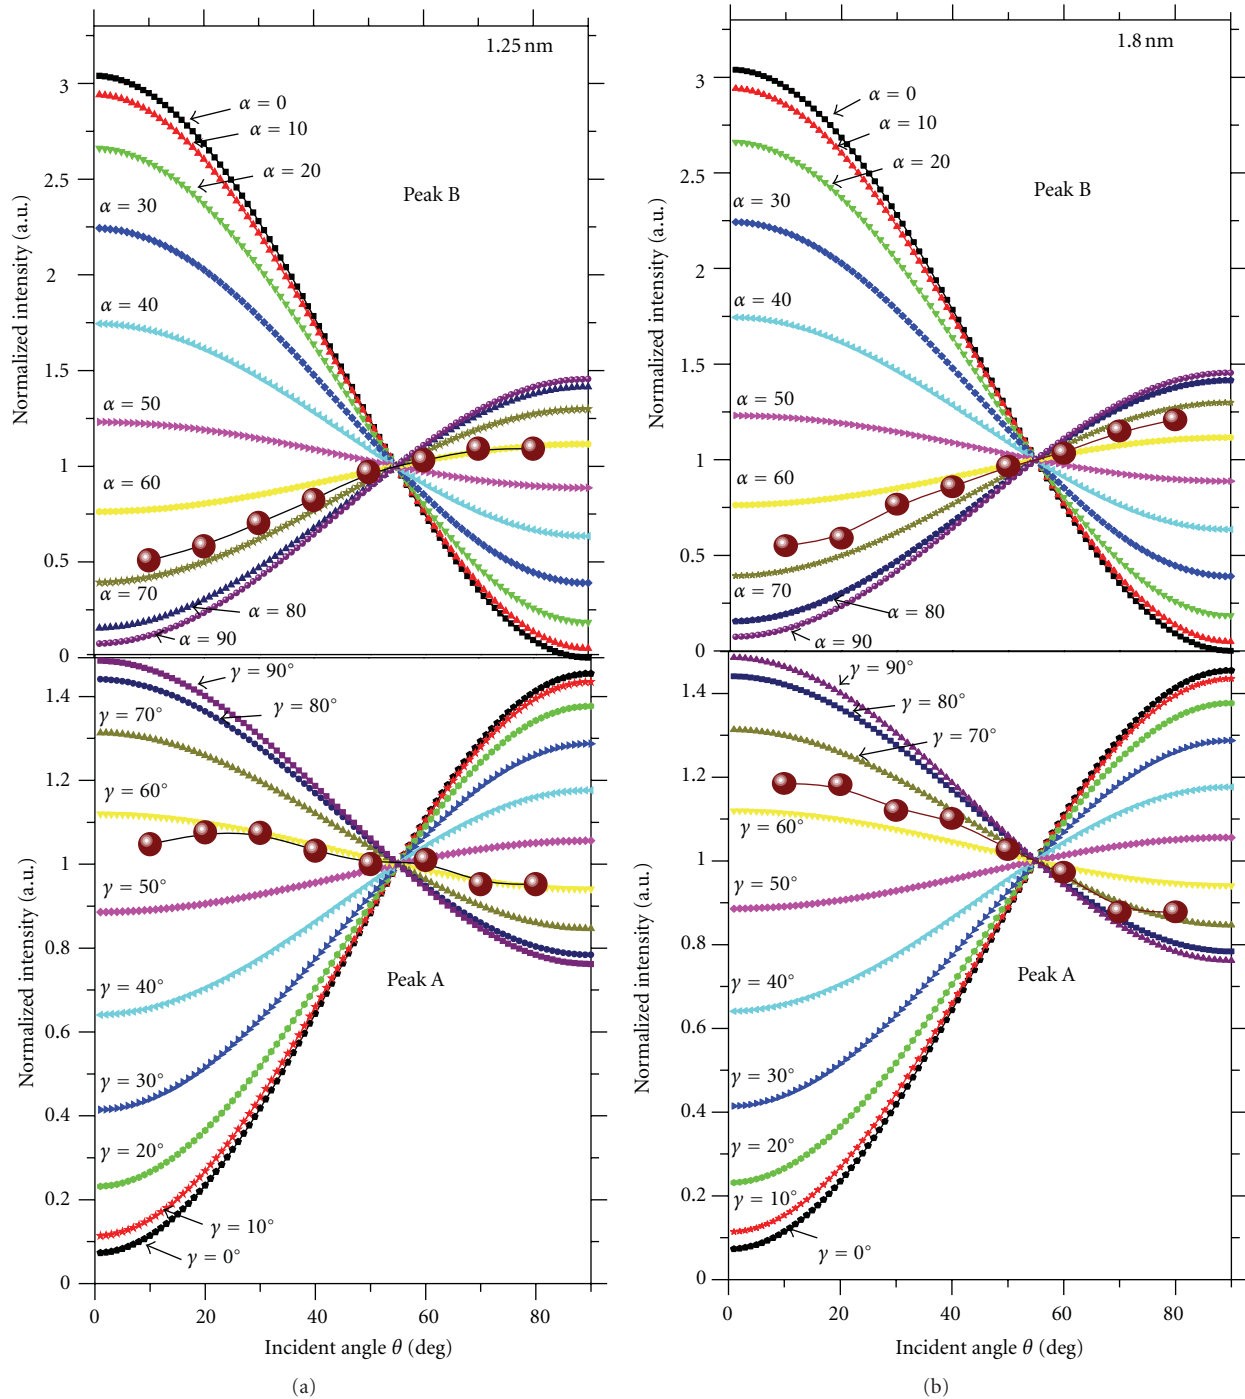 1.25 nm
3
2.5
2
1.5
1
0.5
0
Normalized intensity (a.u.)
α = 0
α = 10
α = 20
α = 30
α = 40
α = 50
α = 60
α = 70
α = 80
α = 90
Peak B
1.4
1.2
1
0.8
0.6
0.4
0.2
0
Normalized intensity (a.u.)
γ = 90°
γ = 80°
γ = 70°
γ = 60°
γ = 50°
γ = 40°
γ = 30°
γ = 20°
γ = 10°
γ = 0°
Peak A
0 20 40 60 80
Incident angle θ (deg)
(a)
1.8 nm
3
2.5
2
1.5
1
0.5
0
Normalized intensity (a.u.)
α = 0
α = 10
α = 20
α = 30
α = 40
α = 50
α = 60
α = 70
α = 80
α = 90
Peak B
1.4
1.2
1
0.8
0.6
0.4
0.2
0
Normalized intensity (a.u.)
γ = 90°
γ = 80°
γ = 70°
γ = 60°
γ = 50°
γ = 40°
γ = 30°
γ = 20°
γ = 10°
γ = 0°
Peak A
0 20 40 60 80
Incident angle θ (deg)
(b)